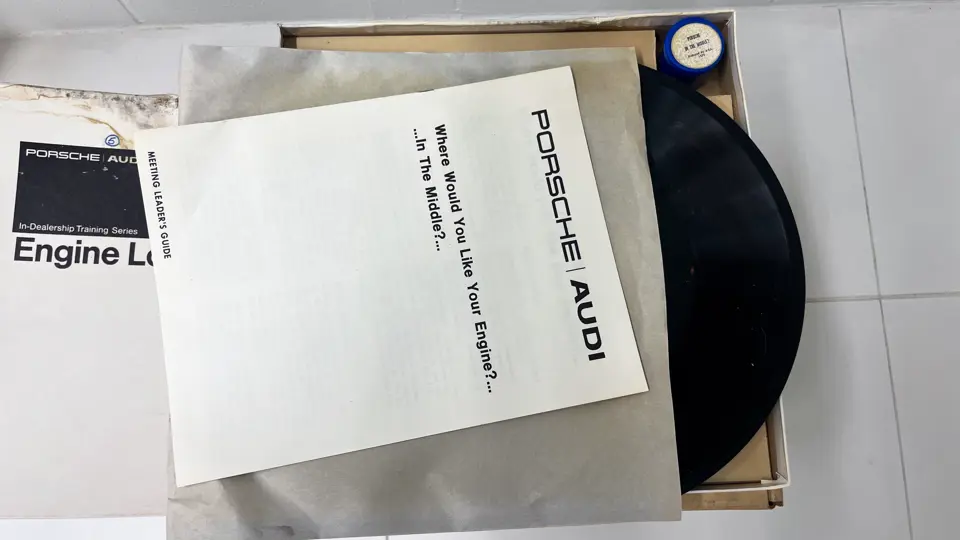 PORSCHE | AUDI
Where Would You Like Your Engine?...
...In The Middle?...
MEETING LEADER'S GUIDE
5
PORSCHE | AUD
In-Dealership Training Series
Engine Lo